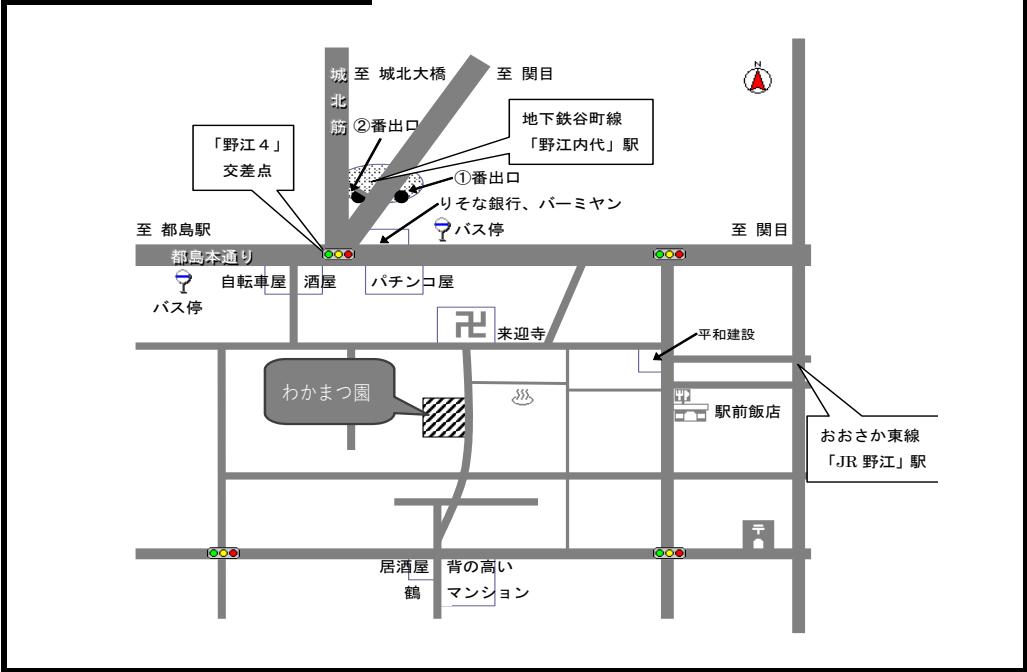 N
城北筋
至 城北大橋
至 関目
②番出口
地下鉄谷町線
「野江内代」駅
「野江4」
交差点
①番出口
りそな銀行、バーミヤン
バス停
至 都島駅
至 関目
都島本通り
自転車屋
酒屋
パチンコ屋
バス停
来迎寺
平和建設
わかまつ園
駅前飯店
おおさか東線
「JR 野江」駅
〒
居酒屋
鶴
背の高い
マンション